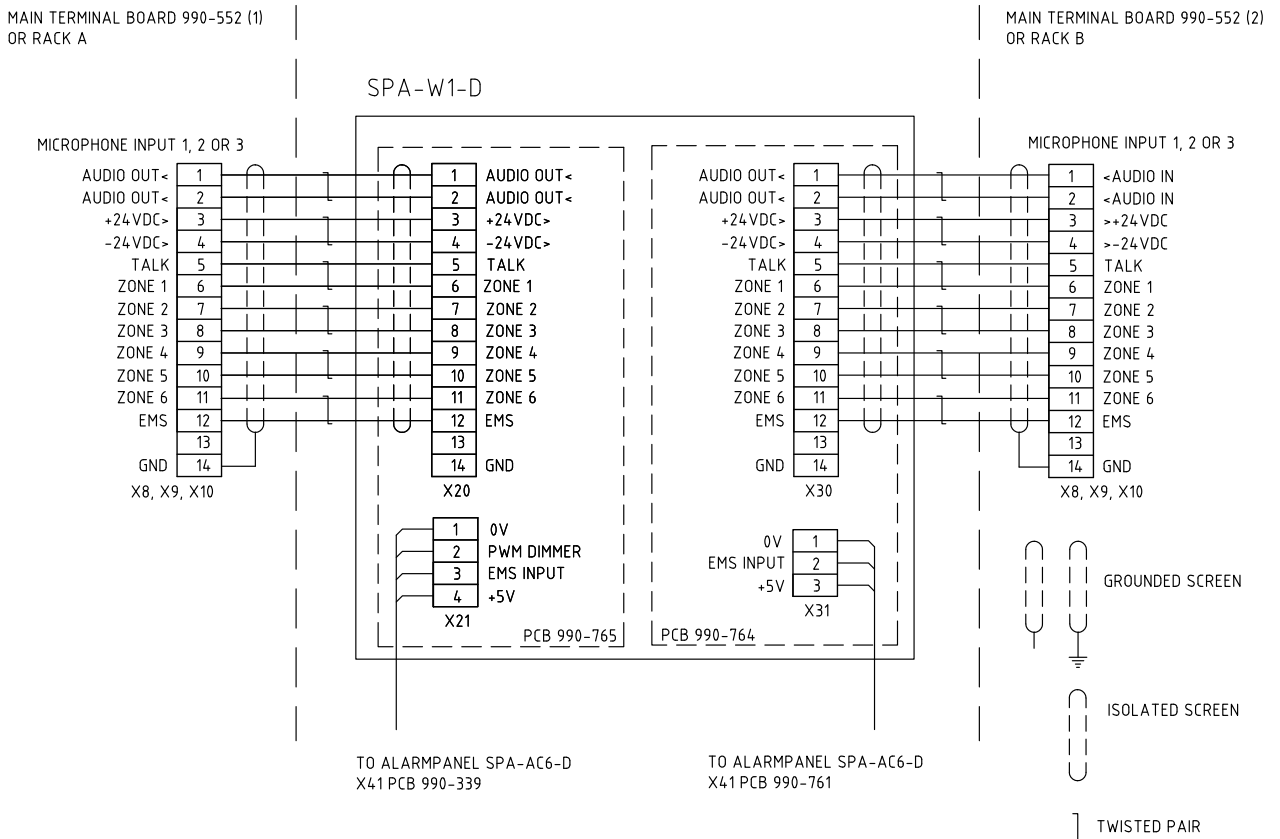 MAIN TERMINAL BOARD 990-552 (1)
OR RACK A
MAIN TERMINAL BOARD 990-552 (2)
OR RACK B
SPA-W1-D
MICROPHONE INPUT 1, 2 OR 3
AUDIO OUT< 1
AUDIO OUT< 2
+24VDC> 3
-24VDC> 4
TALK 5
ZONE 1 6
ZONE 2 7
ZONE 3 8
ZONE 4 9
ZONE 5 10
ZONE 6 11
EMS 12
13
GND 14
X8, X9, X10
1 AUDIO OUT<
2 AUDIO OUT<
3 +24VDC>
4 -24VDC>
5 TALK
6 ZONE 1
7 ZONE 2
8 ZONE 3
9 ZONE 4
10 ZONE 5
11 ZONE 6
12 EMS
13
14 GND
X20
1 0V
2 PWM DIMMER
3 EMS INPUT
4 +5V
X21
PCB 990-765
AUDIO OUT< 1
AUDIO OUT< 2
+24VDC> 3
-24VDC> 4
TALK 5
ZONE 1 6
ZONE 2 7
ZONE 3 8
ZONE 4 9
ZONE 5 10
ZONE 6 11
EMS 12
13
GND 14
X30
0V 1
EMS INPUT 2
+5V 3
X31
PCB 990-764
MICROPHONE INPUT 1, 2 OR 3
1 <AUDIO IN
2 <AUDIO IN
3 >+24VDC
4 >-24VDC
5 TALK
6 ZONE 1
7 ZONE 2
8 ZONE 3
9 ZONE 4
10 ZONE 5
11 ZONE 6
12 EMS
13
14 GND
X8, X9, X10
GROUNDED SCREEN
ISOLATED SCREEN
TWISTED PAIR
TO ALARMPANEL SPA-AC6-D
X41 PCB 990-339
TO ALARMPANEL SPA-AC6-D
X41 PCB 990-761